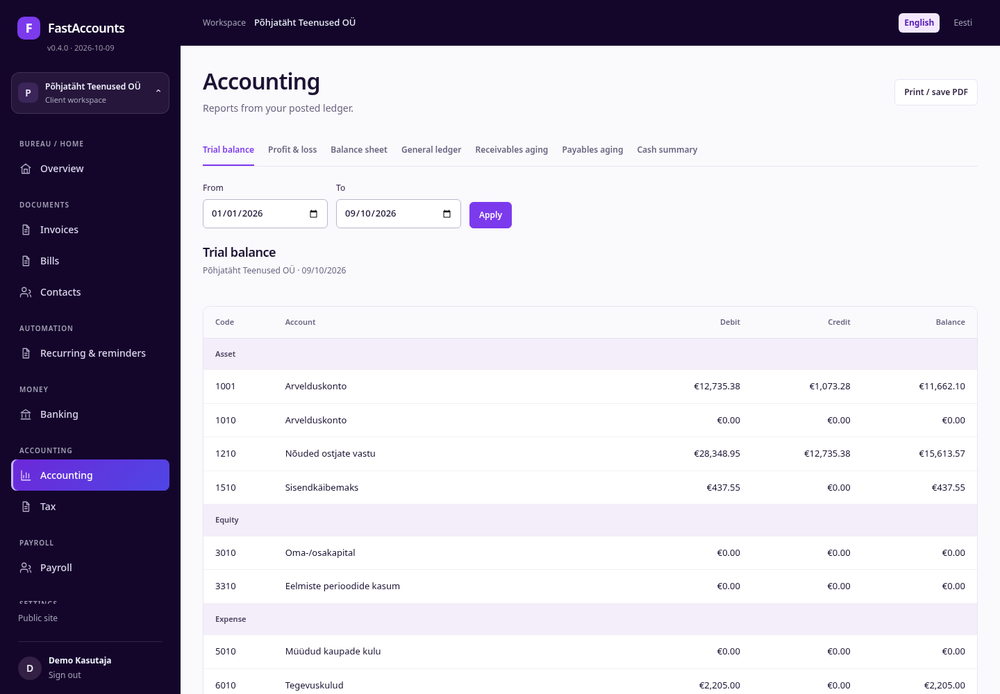 F FastAccounts
v0.4.0 · 2026-10-09
P Põhjatäht Teenused OÜ
Client workspace
BUREAU / HOME
Overview
DOCUMENTS
Invoices
Bills
Contacts
AUTOMATION
Recurring & reminders
MONEY
Banking
ACCOUNTING
Accounting
Tax
PAYROLL
Payroll
SETTINGS
Public site
D Demo Kasutaja
Sign out
Workspace Põhjatäht Teenused OÜ
English Eesti
Accounting
Reports from your posted ledger.
Print / save PDF
Trial balance Profit & loss Balance sheet General ledger Receivables aging Payables aging Cash summary
From To
01/01/2026 09/10/2026 Apply
Trial balance
Põhjatäht Teenused OÜ · 09/10/2026
Code Account Debit Credit Balance
Asset
1001 Arvelduskonto €12,735.38 €1,073.28 €11,662.10
1010 Arvelduskonto €0.00 €0.00 €0.00
1210 Nõuded ostjate vastu €28,348.95 €12,735.38 €15,613.57
1510 Sisendkäibemaks €437.55 €0.00 €437.55
Equity
3010 Oma-/osakapital €0.00 €0.00 €0.00
3310 Eelmiste perioodide kasum €0.00 €0.00 €0.00
Expense
5010 Müüdud kaupade kulu €0.00 €0.00 €0.00
6010 Tegevuskulud €2,205.00 €0.00 €2,205.00